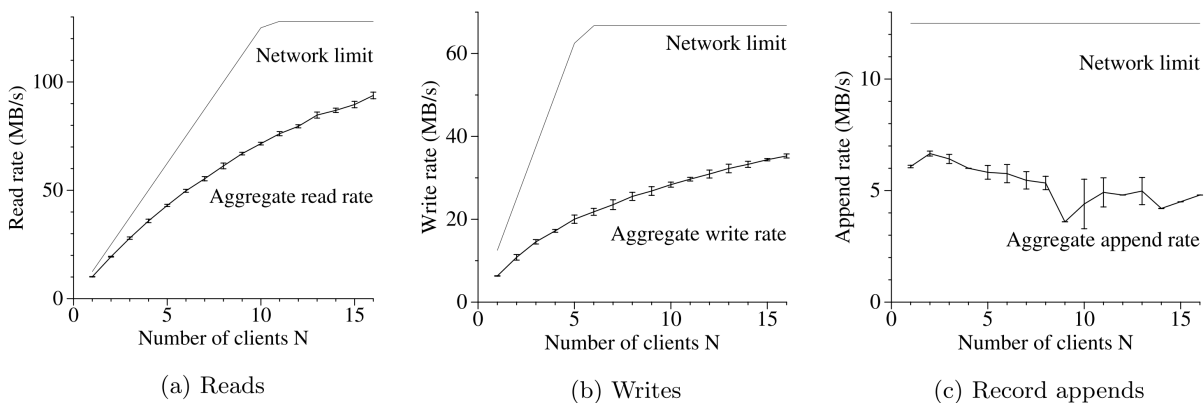 Read rate (MB/s)
100
50
0
0
5
10
15
Network limit
Aggregate read rate
Number of clients N
(a) Reads
Write rate (MB/s)
60
40
20
0
0
5
10
15
Network limit
Aggregate write rate
Number of clients N
(b) Writes
Append rate (MB/s)
10
5
0
0
5
10
15
Network limit
Aggregate append rate
Number of clients N
(c) Record appends